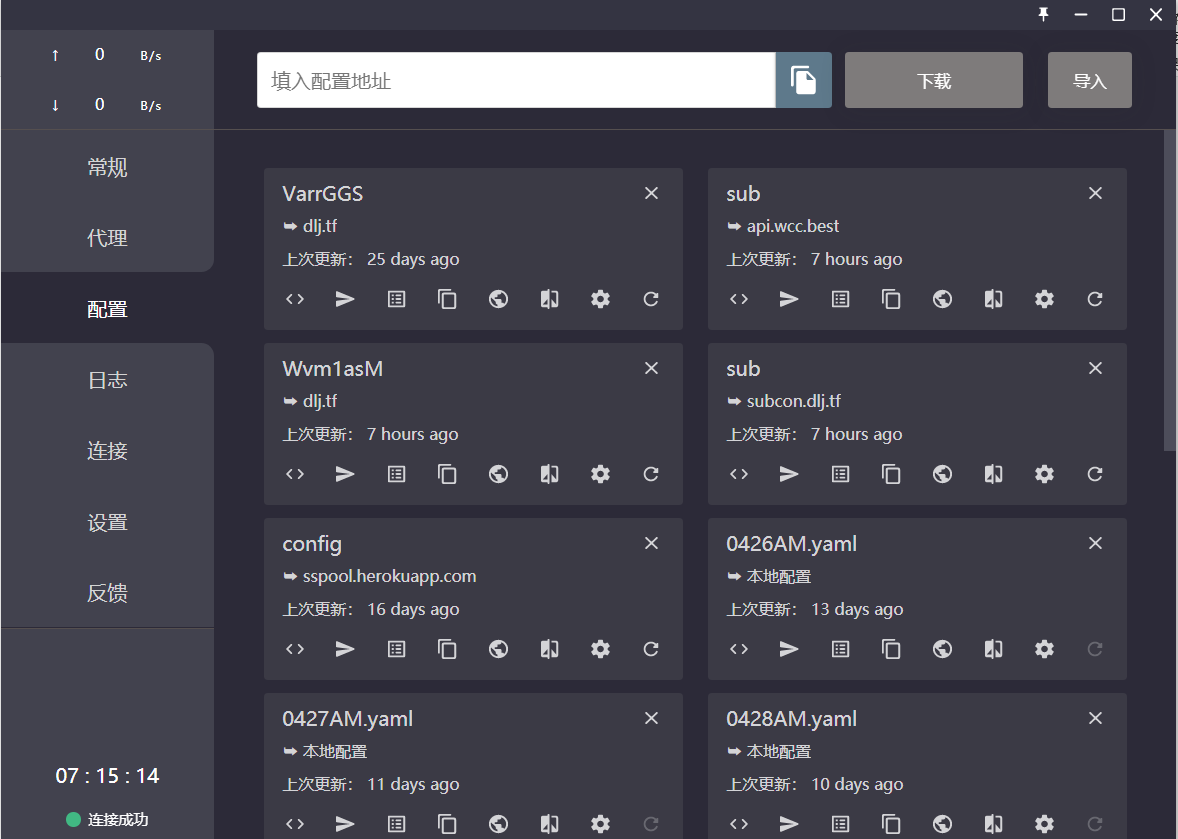 ↑ 0 B/s
↓ 0 B/s
填入配置地址
下载
导入
常规
代理
配置
日志
连接
设置
反馈
07 : 15 : 14
连接成功
VarrGGS
dlj.tf
上次更新： 25 days ago
sub
api.wcc.best
上次更新： 7 hours ago
Wvm1asM
dlj.tf
上次更新： 7 hours ago
sub
subcon.dlj.tf
上次更新： 7 hours ago
config
sspool.herokuapp.com
上次更新： 16 days ago
0426AM.yaml
本地配置
上次更新： 13 days ago
0427AM.yaml
本地配置
上次更新： 11 days ago
0428AM.yaml
本地配置
上次更新： 10 days ago